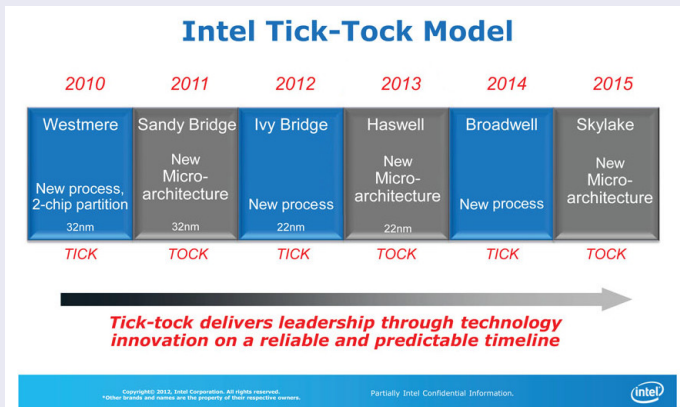 Intel Tick-Tock Model
2010 2011 2012 2013 2014 2015
Westmere Sandy Bridge Ivy Bridge Haswell Broadwell Skylake
New process,
2-chip partition
32nm
New
Micro-
architecture
32nm
New process
22nm
New
Micro-
architecture
22nm
New process
New
Micro-
architecture
TICK TOCK TICK TOCK TICK TOCK
Tick-tock delivers leadership through technology
innovation on a reliable and predictable timeline
Copyright© 2012, Intel Corporation. All rights reserved.
*Other brands and names are the property of their respective owners.
Partially Intel Confidential Information.
intel